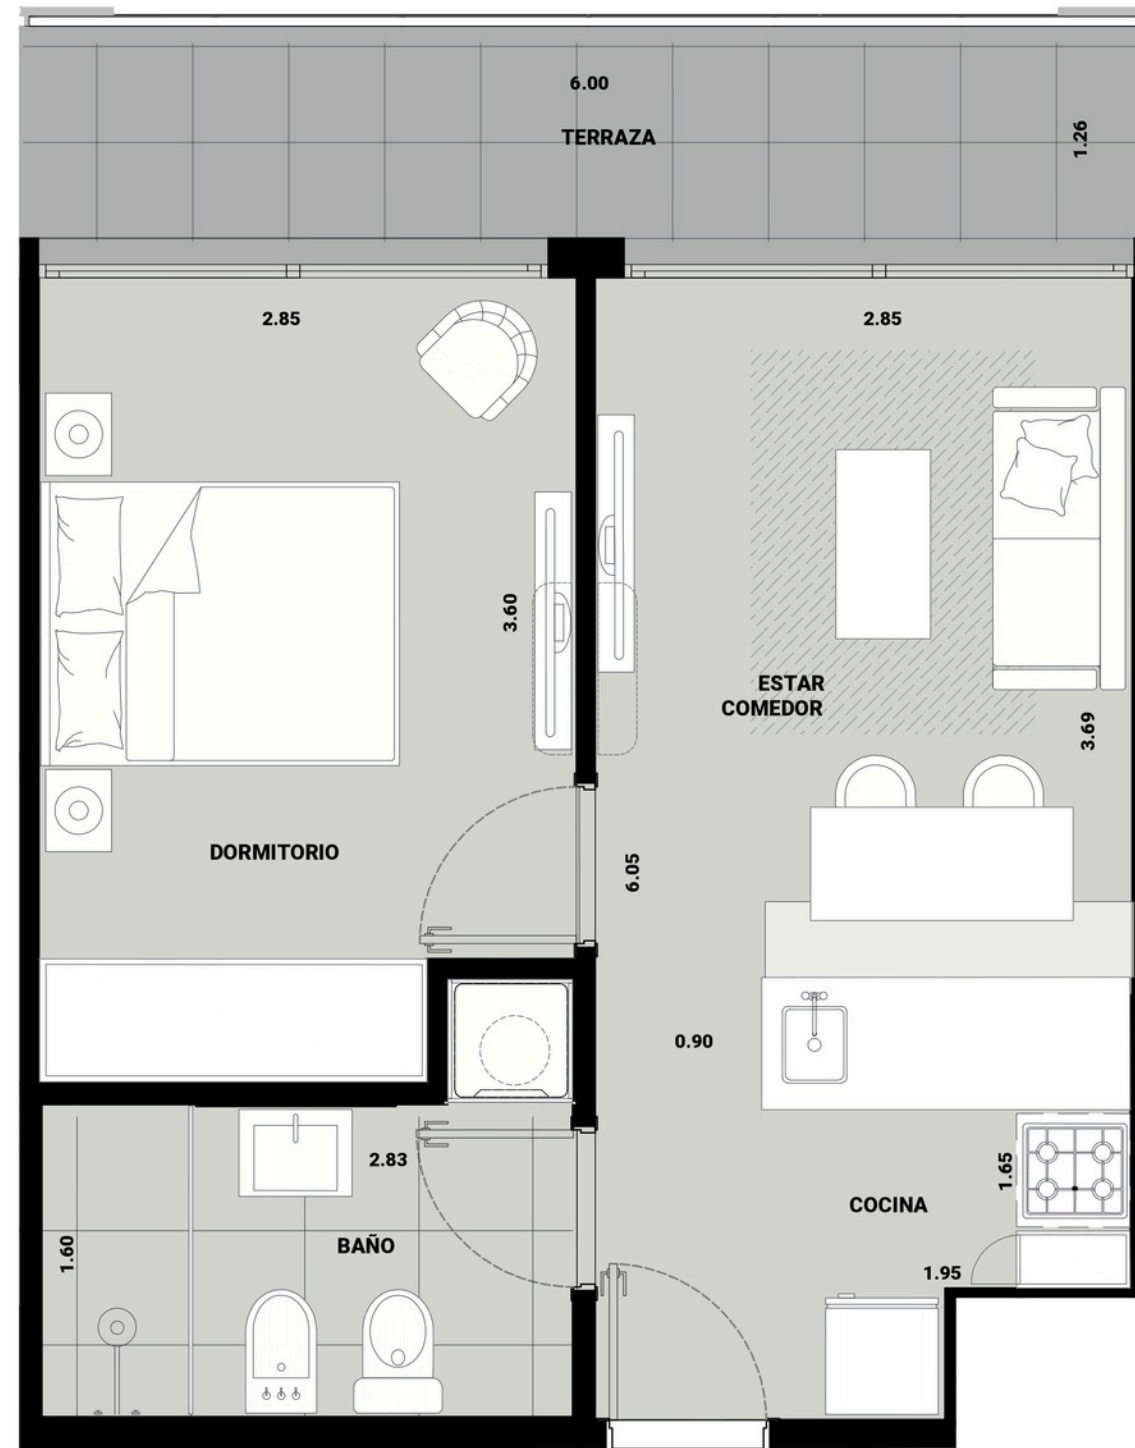 6.00
TERRAZA
1.26
2.85
2.85
3.60
ESTAR
COMEDOR
3.69
DORMITORIO
6.05
0.90
2.83
1.65
COCINA
BAÑO
1.60
1.95